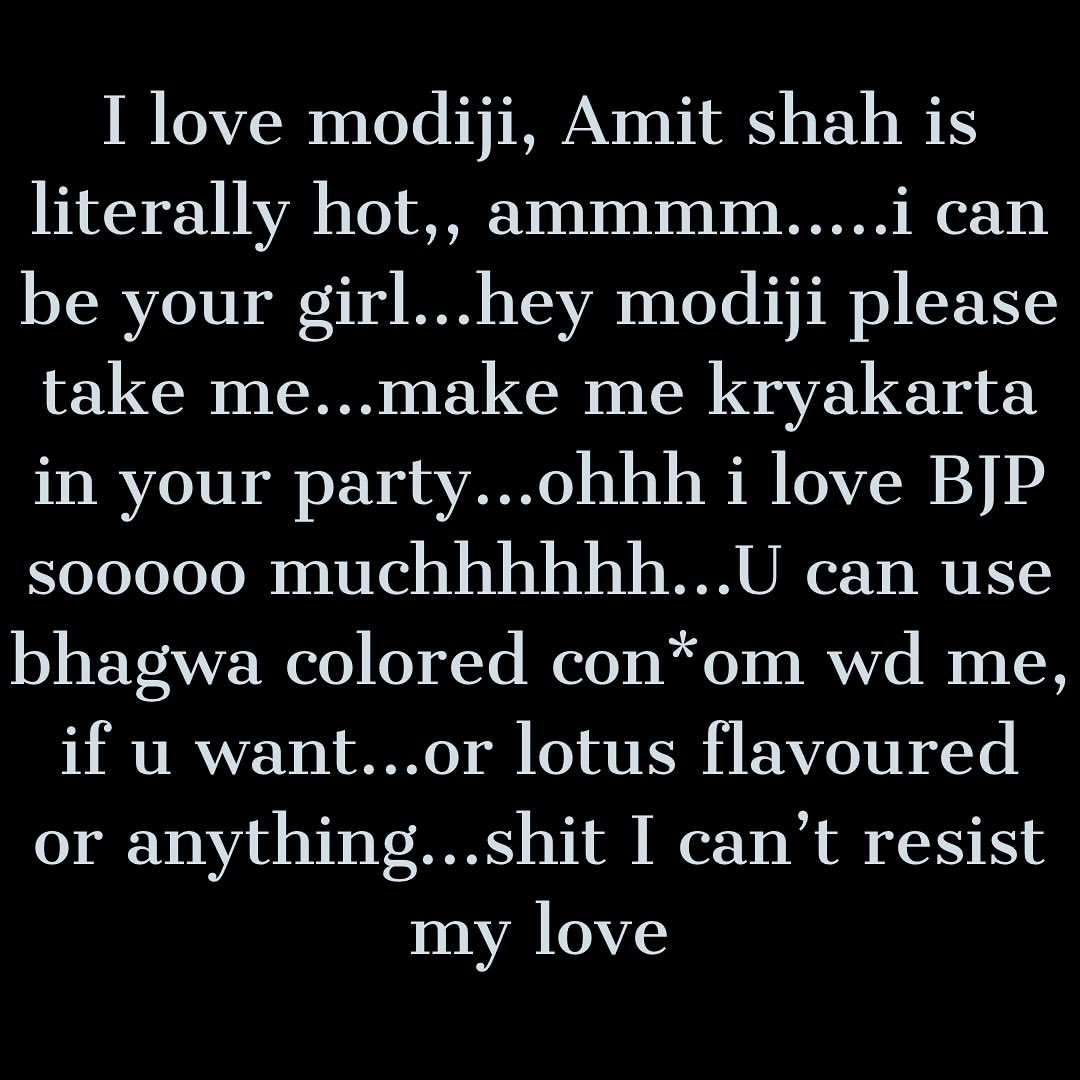 I love modiji, Amit shah is
literally hot,, ammmm.....i can
be your girl...hey modiji please
take me...make me kryakarta
in your party...ohhh i love BJP
sooooo muchhhhhh...U can use
bhagwa colored con*om wd me,
if u want...or lotus flavoured
or anything...shit I can’t resist
my love